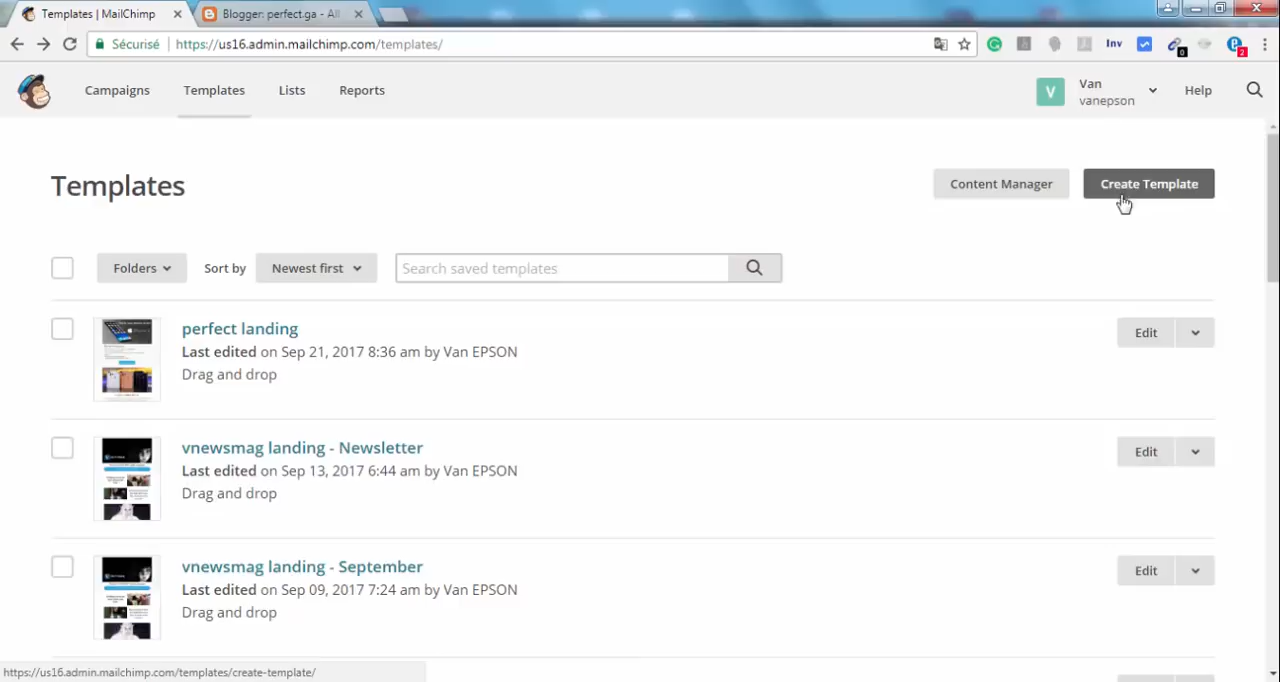 Templates | MailChimp
Blogger: perfect.ga - All
Sécurisé
https://us16.admin.mailchimp.com/templates/
Inv
0
2
Campaigns
Templates
Lists
Reports
V
Van
vanepson
Help
Templates
Content Manager
Create Template
Folders
Sort by
Newest first
Search saved templates
perfect landing
Last edited on Sep 21, 2017 8:36 am by Van EPSON
Drag and drop
Edit
vnewsmag landing - Newsletter
Last edited on Sep 13, 2017 6:44 am by Van EPSON
Drag and drop
Edit
vnewsmag landing - September
Last edited on Sep 09, 2017 7:24 am by Van EPSON
Drag and drop
Edit
https://us16.admin.mailchimp.com/templates/create-template/